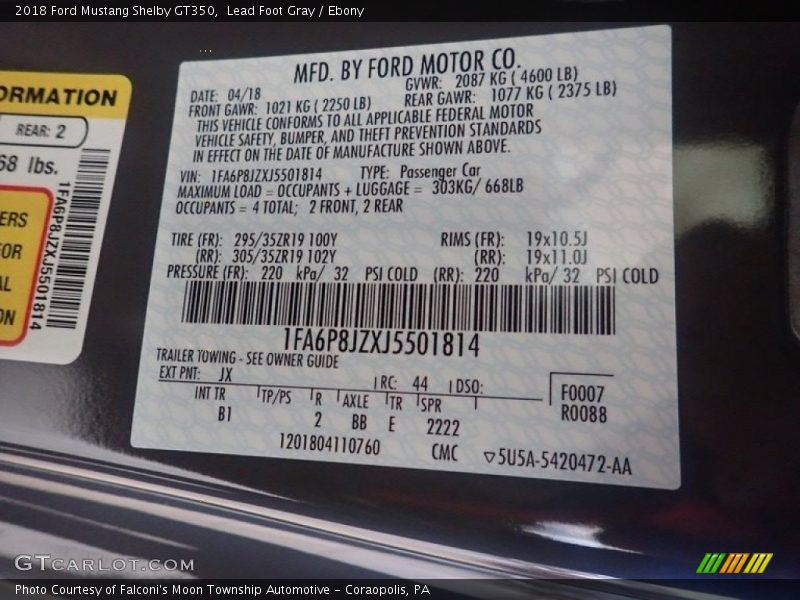 2018 Ford Mustang Shelby GT350, Lead Foot Gray / Ebony
ORMATION
REAR: 2
68 lbs.
ERS
FOR
AL
ON
1FA6P8JZXJ5501814
MFD. BY FORD MOTOR CO.
DATE: 04/18 GVWR: 2087 KG ( 4600 LB)
FRONT GAWR: 1021 KG ( 2250 LB) REAR GAWR: 1077 KG ( 2375 LB)
THIS VEHICLE CONFORMS TO ALL APPLICABLE FEDERAL MOTOR
VEHICLE SAFETY, BUMPER, AND THEFT PREVENTION STANDARDS
IN EFFECT ON THE DATE OF MANUFACTURE SHOWN ABOVE.
VIN: 1FA6P8JZXJ5501814 TYPE: Passenger Car
MAXIMUM LOAD = OCCUPANTS + LUGGAGE = 303KG/ 668LB
OCCUPANTS = 4 TOTAL; 2 FRONT, 2 REAR
TIRE (FR): 295/35ZR19 100Y RIMS (FR): 19x10.5J
(RR): 305/35ZR19 102Y (RR): 19x11.0J
PRESSURE (FR): 220 kPa/ 32 PSI COLD (RR): 220 kPa/ 32 PSI COLD
1FA6P8JZXJ5501814
TRAILER TOWING - SEE OWNER GUIDE
EXT PNT: JX RC: 44 DSO: F0007
INT TR TP/PS R AXLE TR SPR R0088
B1 2 BB E 2222
1201804110760 CMC ▽5U5A-5420472-AA
GTCARLOT.COM
Photo Courtesy of Falconi's Moon Township Automotive - Coraopolis, PA